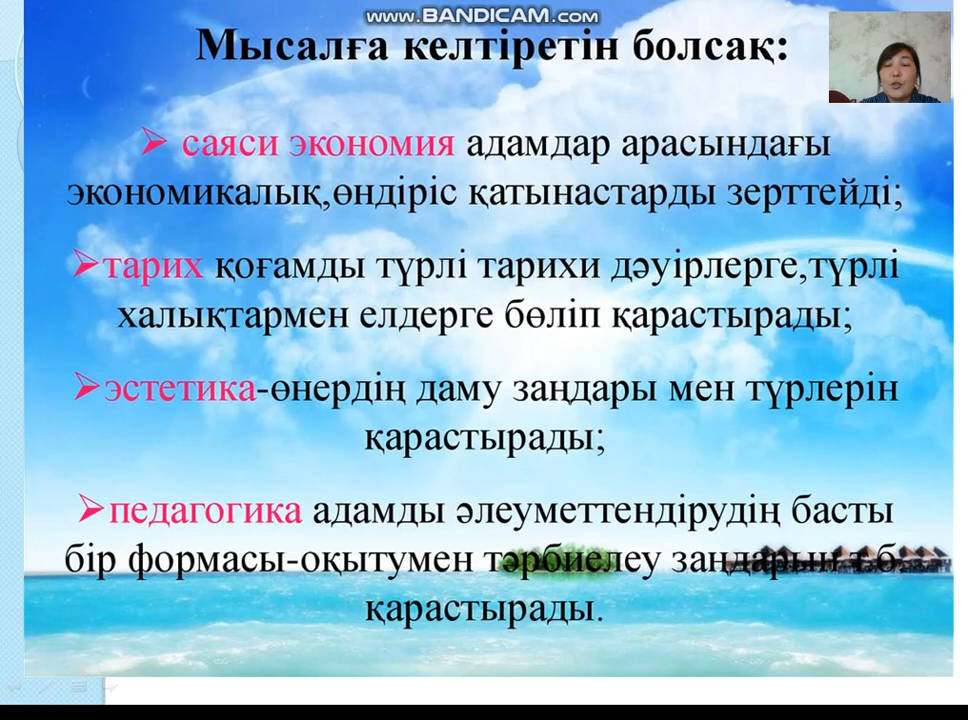 www.BANDICAM.com
Мысалға келтіретін болсақ:
➢ саяси экономия адамдар арасындағы
экономикалық,өндіріс қатынастарды зерттейді;
➢тарих қоғамды түрлі тарихи дәуірлерге,түрлі
халықтармен елдерге бөліп қарастырады;
➢эстетика-өнердің даму заңдары мен түрлерін
қарастырады;
➢педагогика адамды әлеуметтендірудің басты
бір формасы-оқытумен тәрбиелеу заңдарын т.б.
қарастырады.